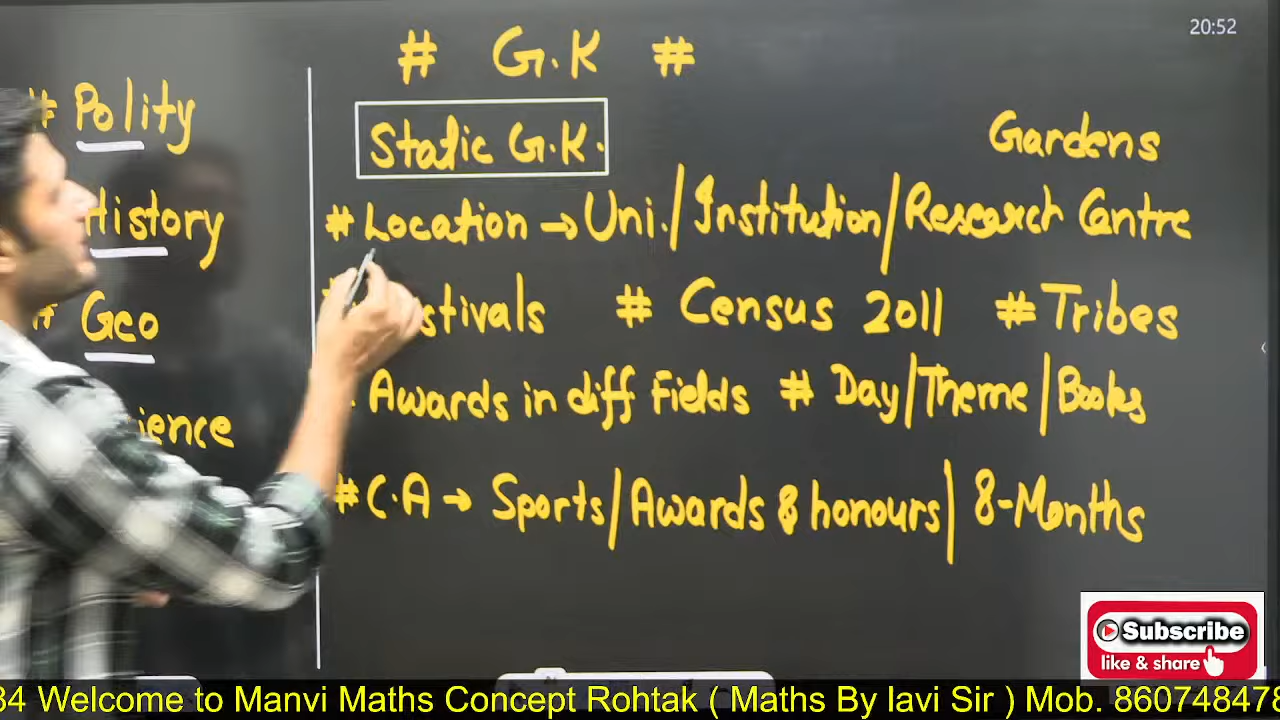 20:52
# G.K #
# Polity
Static G.K.
Gardens
History
# Location → Uni./Institution/Research Centre
# Geo
stivals # Census 2011 # Tribes
Awards in diff Fields # Day/Theme/Books
ience
# C.A → Sports/Awards & honours/8-Months
Subscribe
like & share
34 Welcome to Manvi Maths Concept Rohtak ( Maths By lavi Sir ) Mob. 860748478